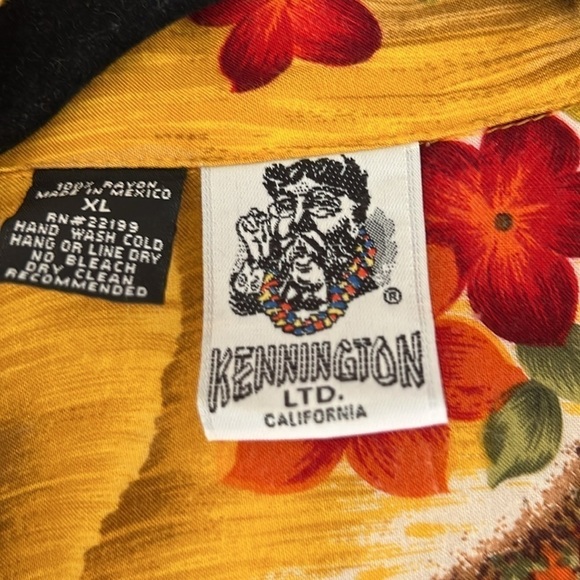 100% RAYON
MADE IN MEXICO
XL
RN#22199
HAND WASH COLD
HANG OR LINE DRY
NO BLEACH
DRY CLEAN
RECOMMENDED
®
KENNINGTON
LTD.
CALIFORNIA